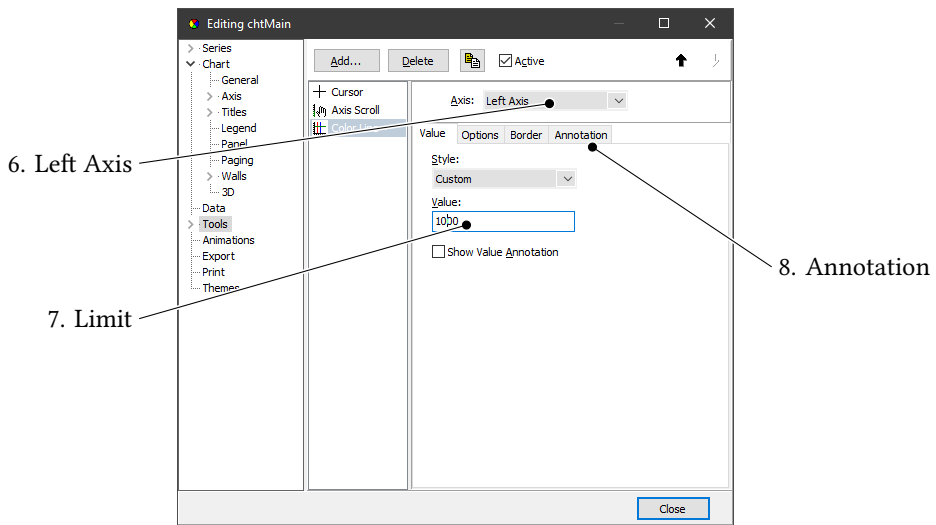 Editing chtMain
Series
Chart
General
Axis
Titles
Legend
Panel
Paging
Walls
3D
Data
Tools
Animations
Export
Print
Themes
Add...
Delete
Active
Cursor
Axis Scroll
Color Line
Axis: Left Axis
Value Options Border Annotation
Style:
Custom
Value:
1000
Show Value Annotation
Close
6. Left Axis
7. Limit
8. Annotation